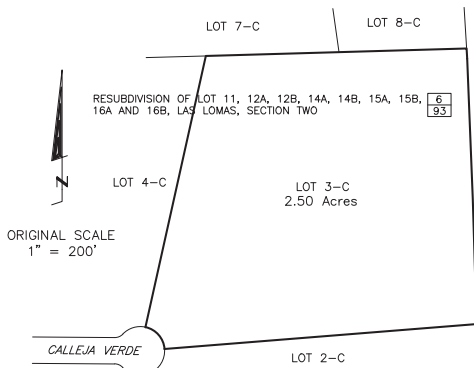 LOT 7-C
LOT 8-C
RESUBDIVISION OF LOT 11, 12A, 12B, 14A, 14B, 15A, 15B,
16A AND 16B, LAS LOMAS, SECTION TWO
6
93
N
LOT 4-C
LOT 3-C
2.50 Acres
ORIGINAL SCALE
1" = 200'
CALLEJA VERDE
LOT 2-C